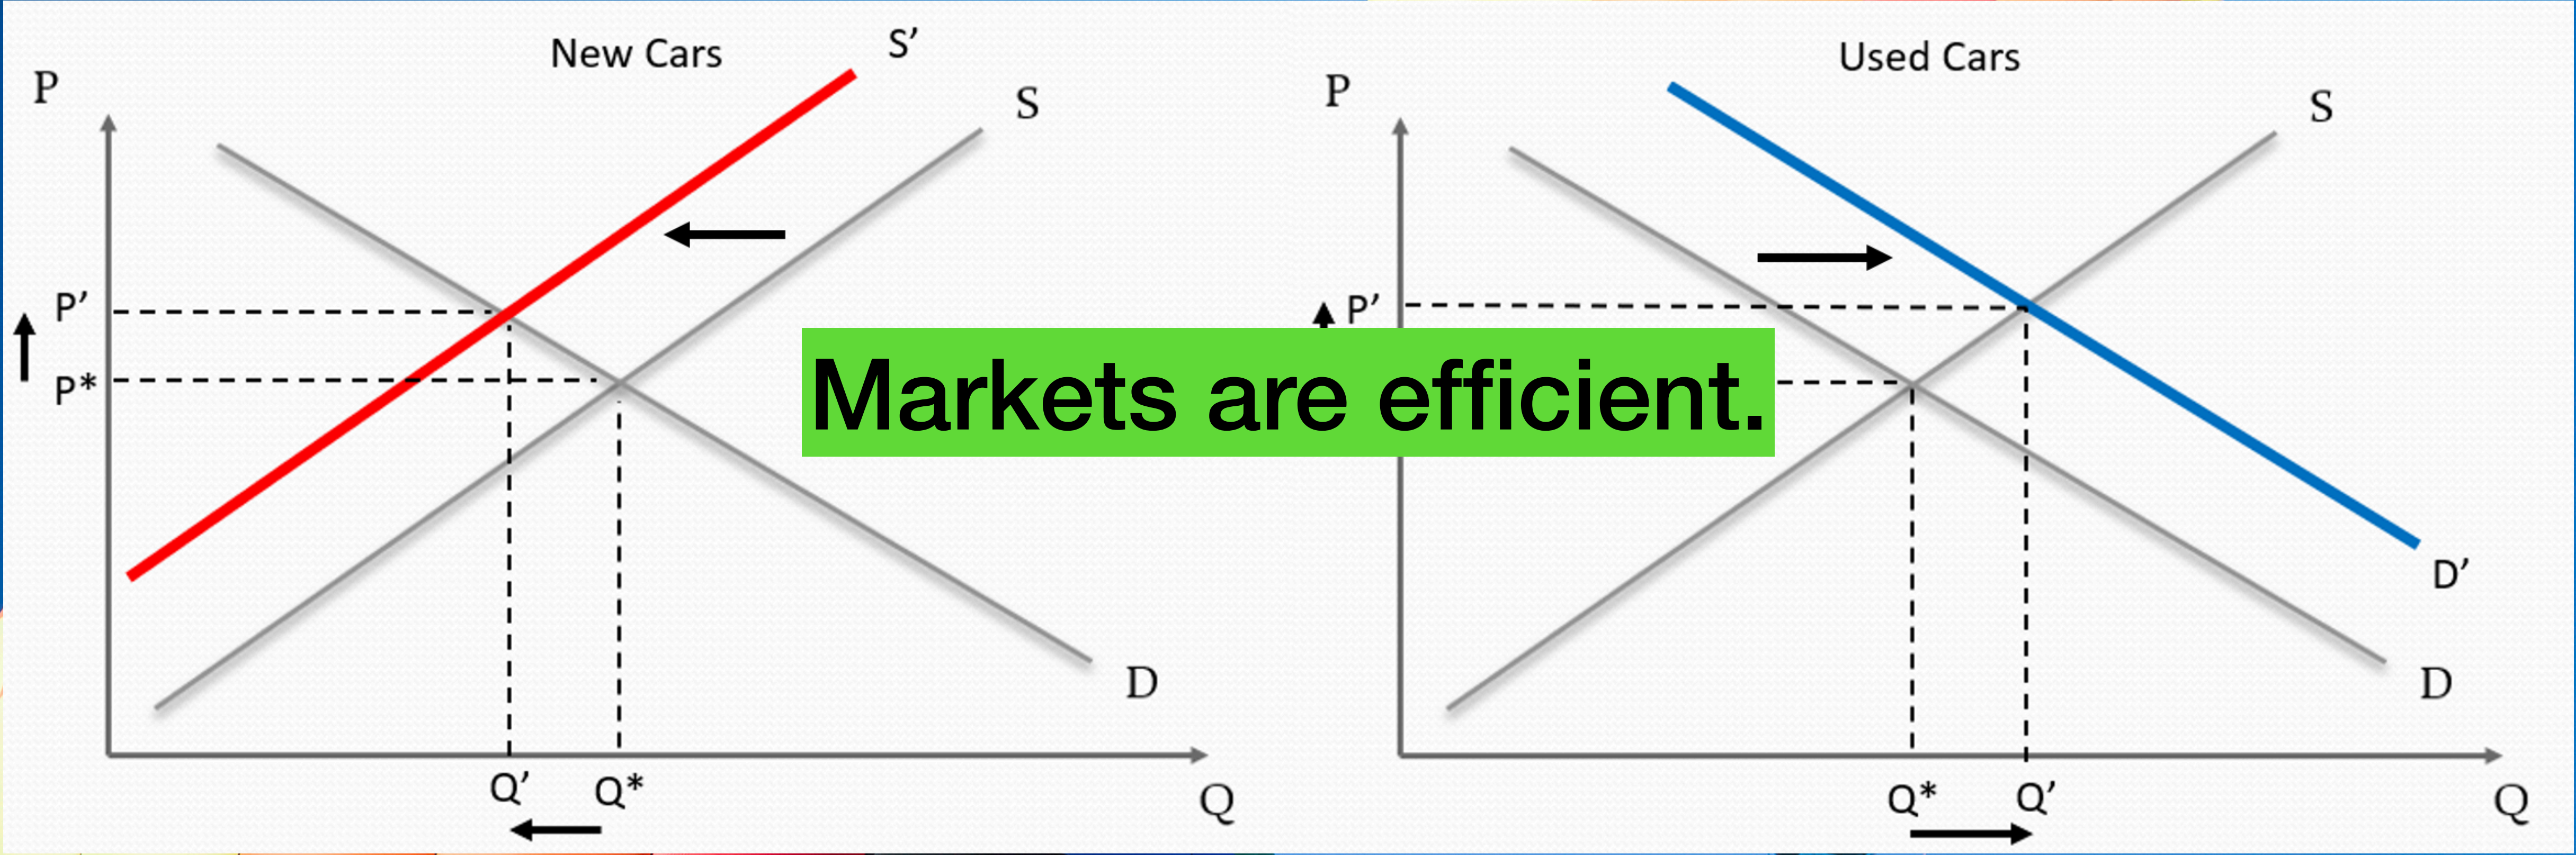 New Cars
P
S’
S
P’
P*
D
Q’
Q*
Q
Markets are efficient.
Used Cars
P
S
P’
D’
D
Q*
Q’
Q